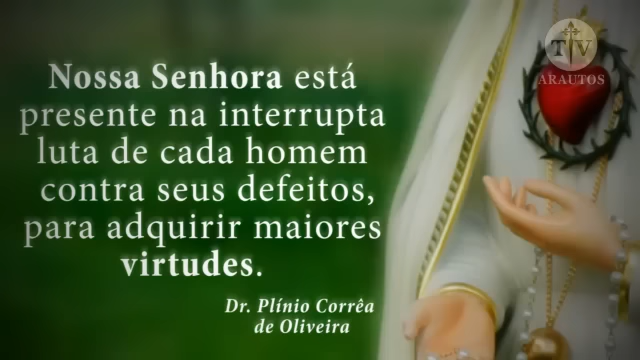 TV
ARAUTOS
Nossa Senhora está
presente na interrupta
luta de cada homem
contra seus defeitos,
para adquirir maiores
virtudes.
Dr. Plínio Corrêa
de Oliveira